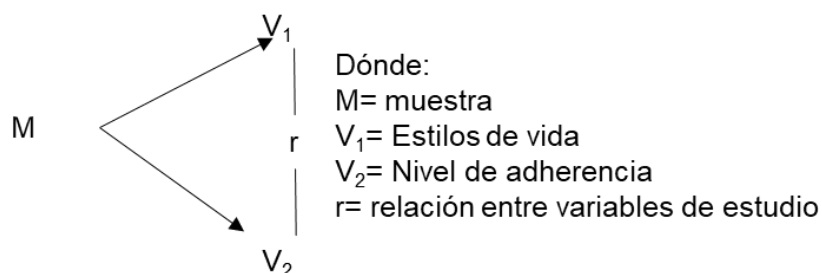 V₁
Dónde:
M= muestra
M
V₁= Estilos de vida
r
V₂= Nivel de adherencia
r= relación entre variables de estudio
V₂